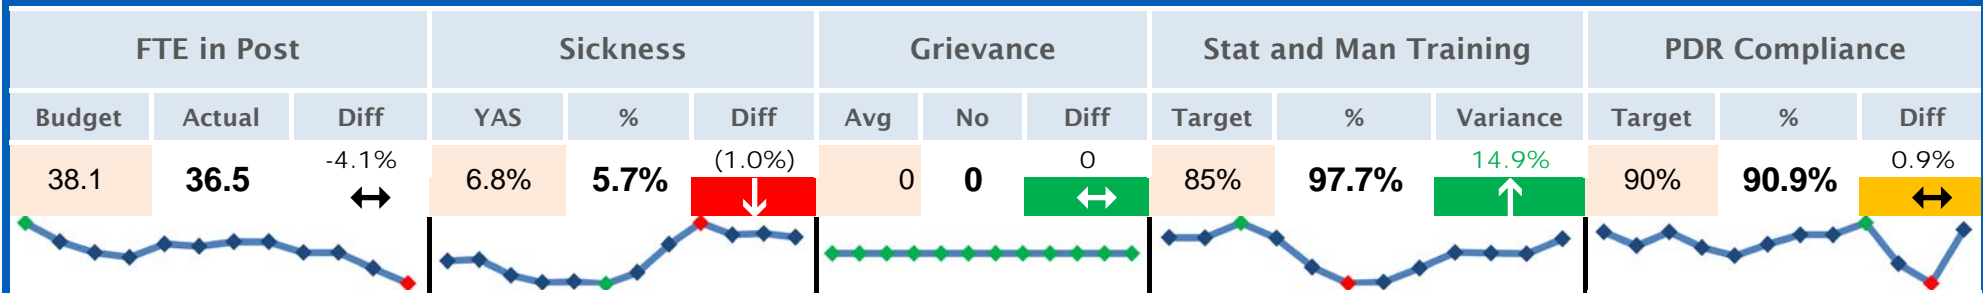 FTE in Post Sickness Grievance Stat and Man Training PDR Compliance
Budget Actual Diff YAS % Diff Avg No Diff Target % Variance Target % Diff
-4.1% (1.0%) 0 14.9% 0.9%
38.1 36.5 6.8% 5.7% 0 0 85% 97.7% 90% 90.9%